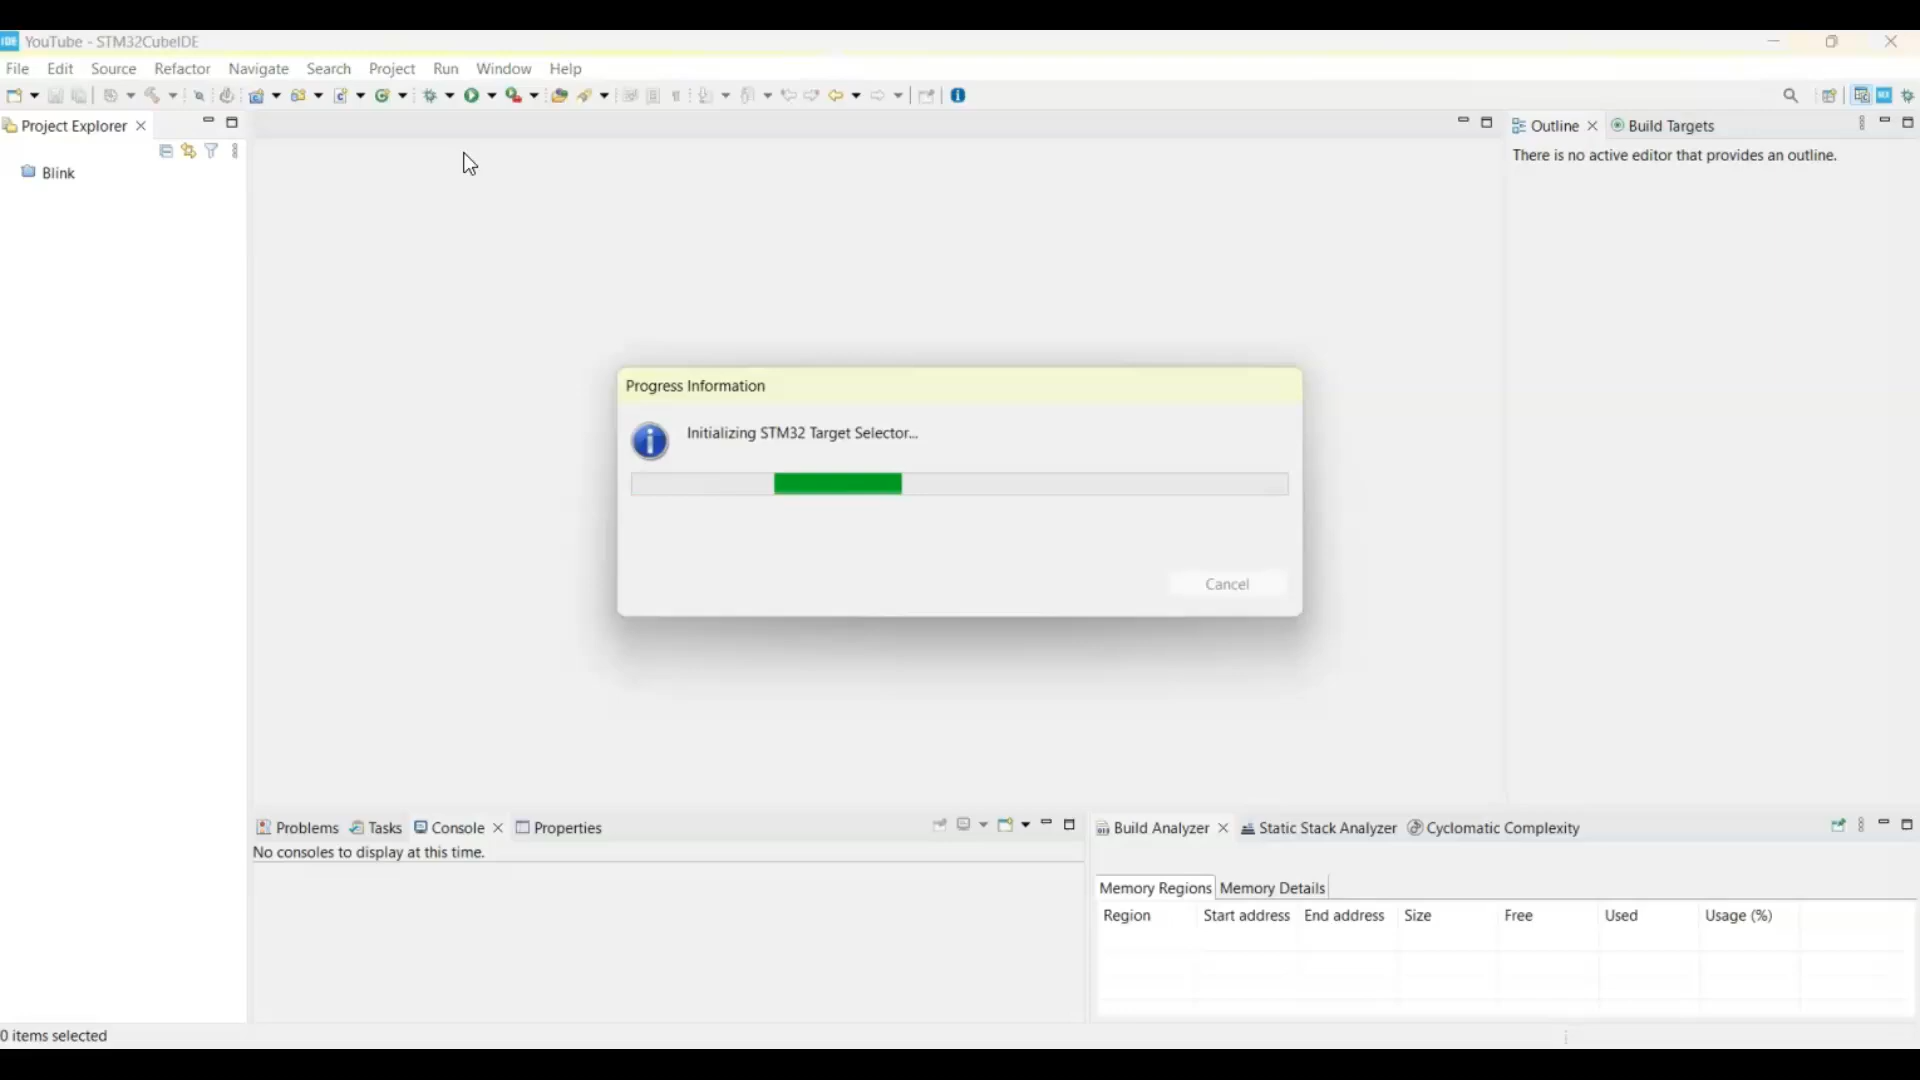 IDE YouTube - STM32CubeIDE
File Edit Source Refactor Navigate Search Project Run Window Help
Project Explorer
Blink
Outline Build Targets
There is no active editor that provides an outline.
Progress Information
Initializing STM32 Target Selector...
Cancel
Problems Tasks Console Properties
No consoles to display at this time.
Build Analyzer Static Stack Analyzer Cyclomatic Complexity
Memory Regions Memory Details
Region Start address End address Size Free Used Usage (%)
0 items selected